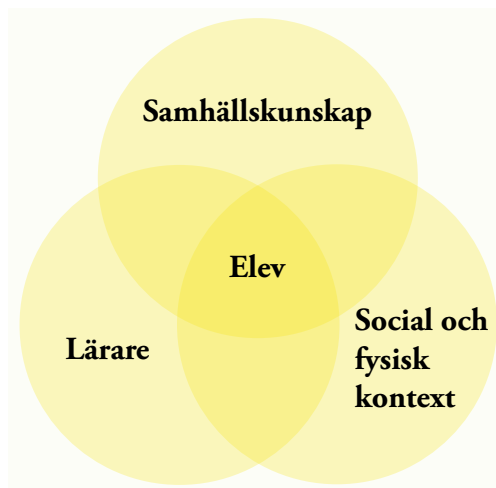 Samhällskunskap
Elev
Lärare
Social och
fysisk
kontext